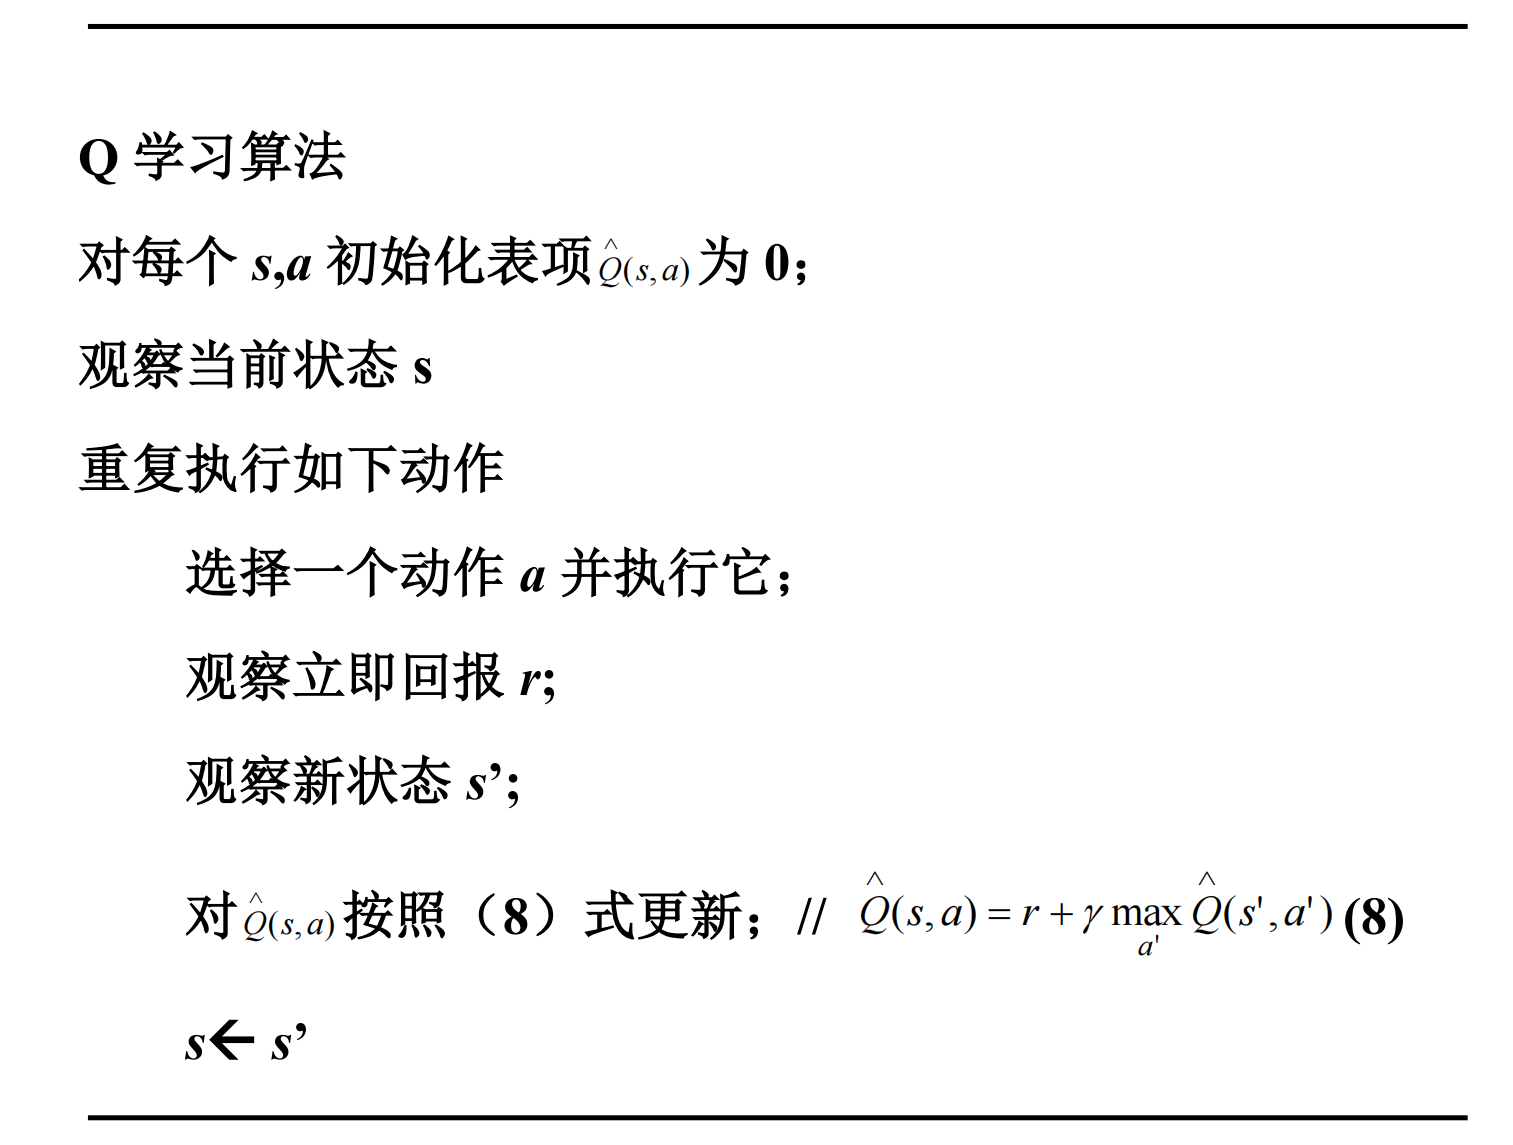 Q 学习算法
对每个 s,a 初始化表项 Q̂(s,a) 为 0；
观察当前状态 s
重复执行如下动作
选择一个动作 a 并执行它；
观察立即回报 r;
观察新状态 s’;
对 Q̂(s,a) 按照（8）式更新；// Q̂(s,a) = r + γ max_{a'} Q̂(s',a') (8)
s← s’